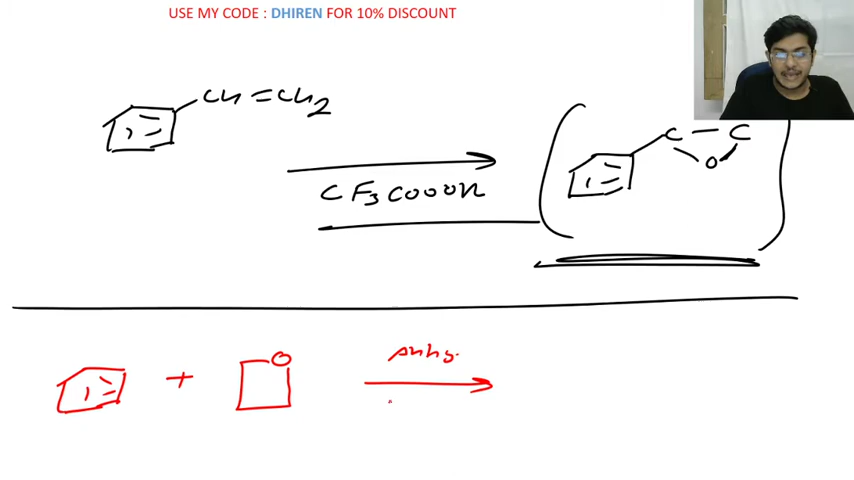 USE MY CODE : DHIREN FOR 10% DISCOUNT
CH=CH2
CF3COOOH
C - C
O
+
O
anhy.